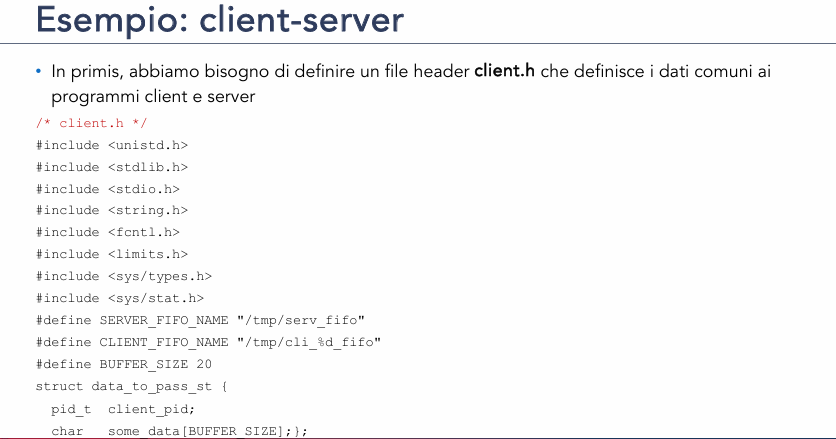 Esempio: client-server
• In primis, abbiamo bisogno di definire un file header client.h che definisce i dati comuni ai
programmi client e server
/* client.h */
#include <unistd.h>
#include <stdlib.h>
#include <stdio.h>
#include <string.h>
#include <fcntl.h>
#include <limits.h>
#include <sys/types.h>
#include <sys/stat.h>
#define SERVER_FIFO_NAME "/tmp/serv_fifo"
#define CLIENT_FIFO_NAME "/tmp/cli_%d_fifo"
#define BUFFER_SIZE 20
struct data_to_pass_st {
  pid_t  client_pid;
  char   some_data[BUFFER_SIZE];};